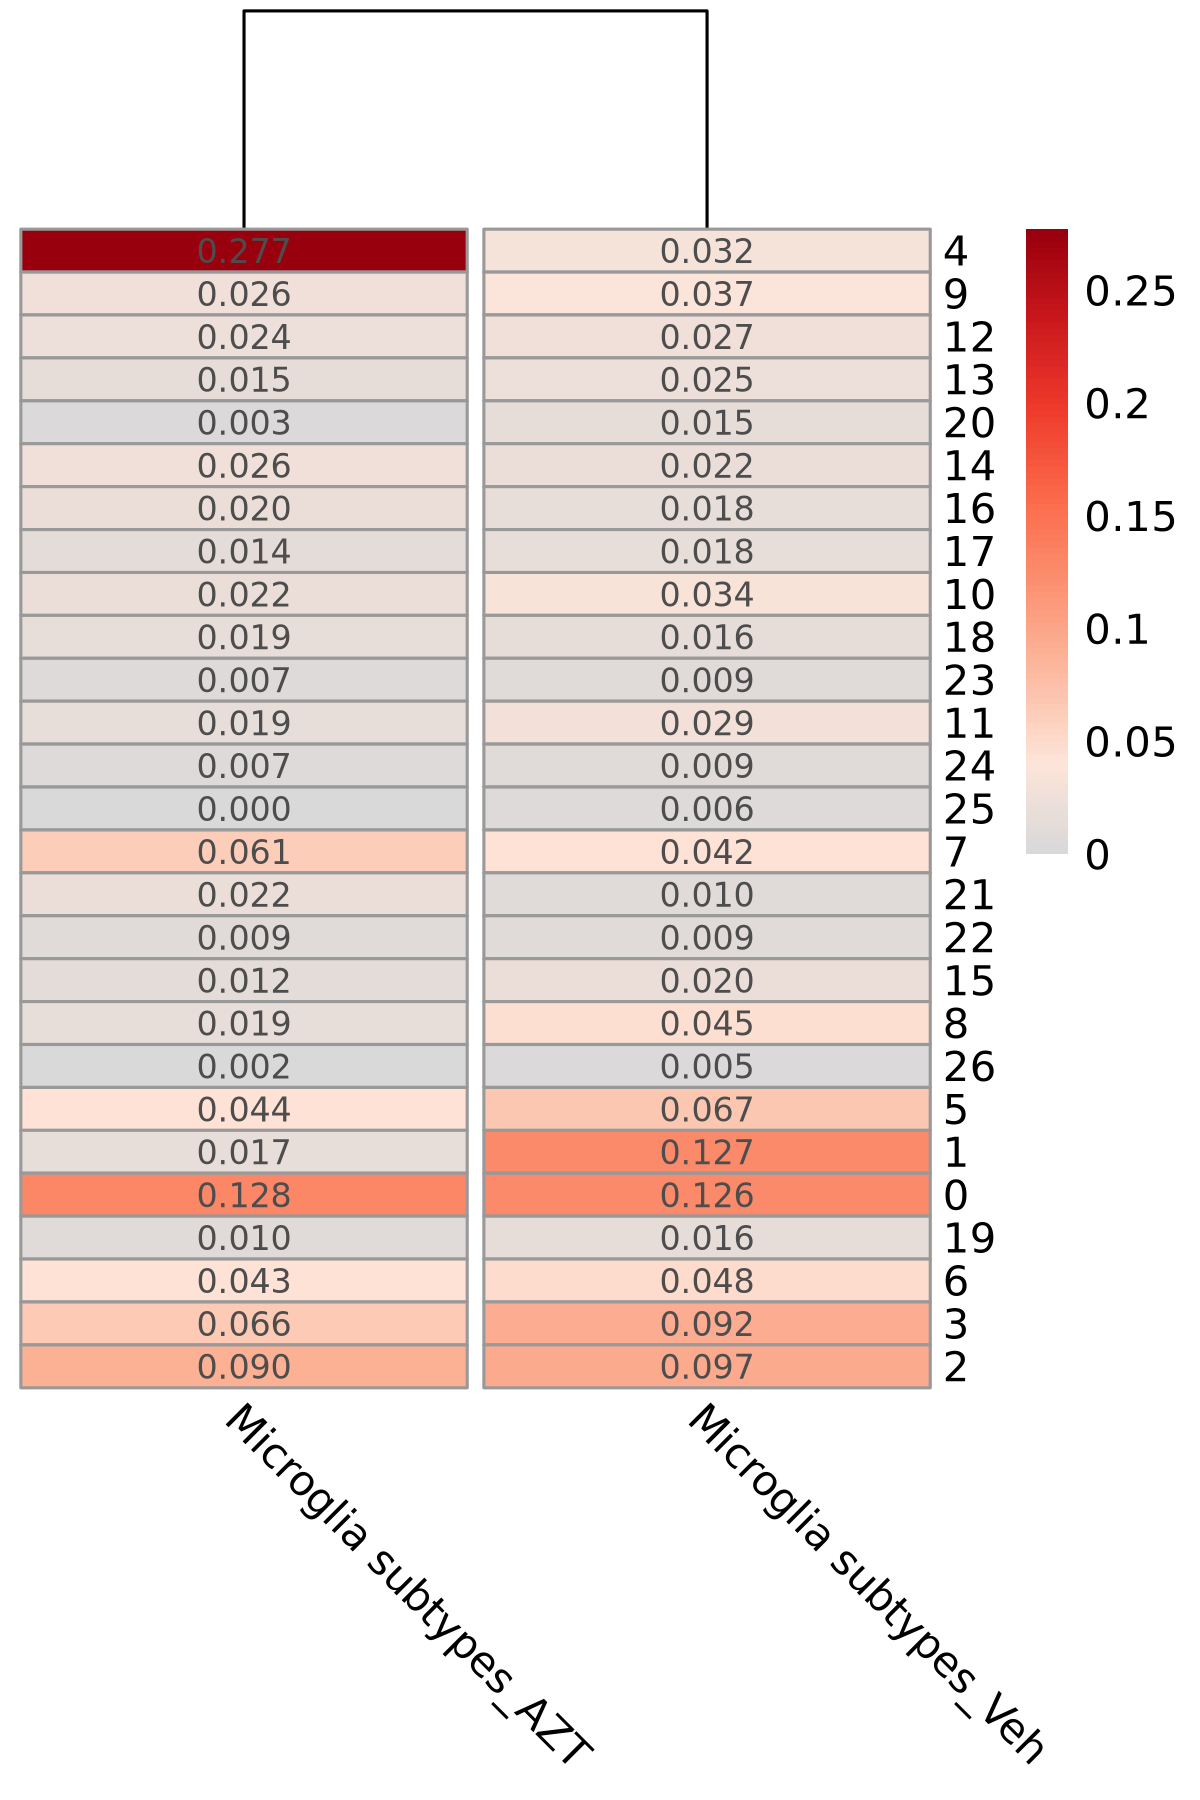 0.277 0.032 4
0.026 0.037 9
0.024 0.027 12
0.015 0.025 13
0.003 0.015 20
0.026 0.022 14
0.020 0.018 16
0.014 0.018 17
0.022 0.034 10
0.019 0.016 18
0.007 0.009 23
0.019 0.029 11
0.007 0.009 24
0.000 0.006 25
0.061 0.042 7
0.022 0.010 21
0.009 0.009 22
0.012 0.020 15
0.019 0.045 8
0.002 0.005 26
0.044 0.067 5
0.017 0.127 1
0.128 0.126 0
0.010 0.016 19
0.043 0.048 6
0.066 0.092 3
0.090 0.097 2
Microglia subtypes_AZT
Microglia subtypes_Veh
0.25
0.2
0.15
0.1
0.05
0